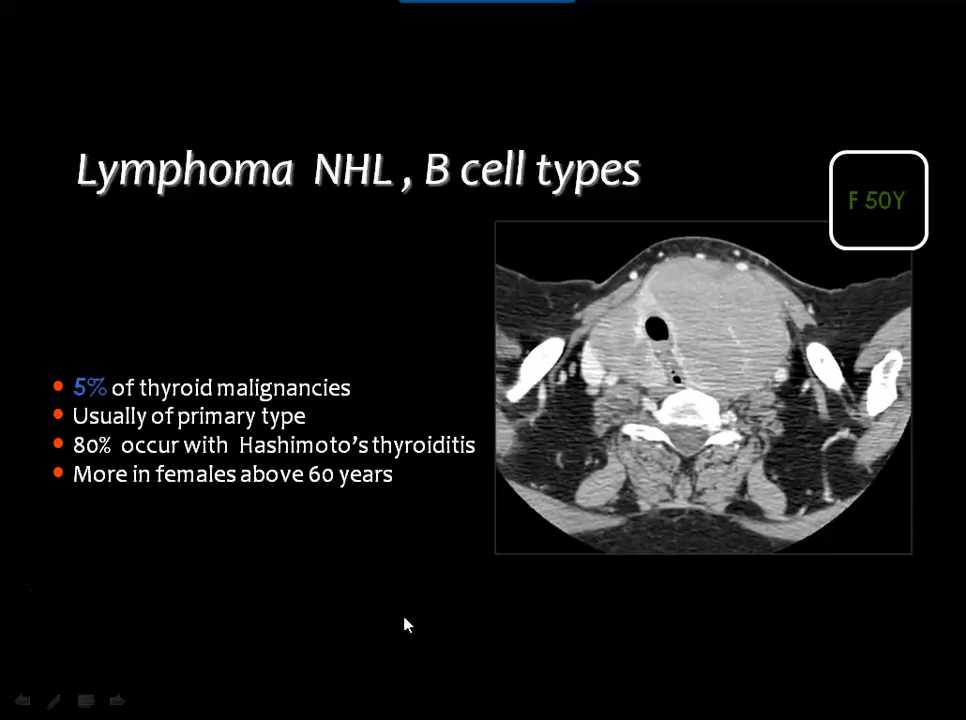 Lymphoma NHL , B cell types
F 50Y
5% of thyroid malignancies
Usually of primary type
80% occur with Hashimoto's thyroiditis
More in females above 60 years